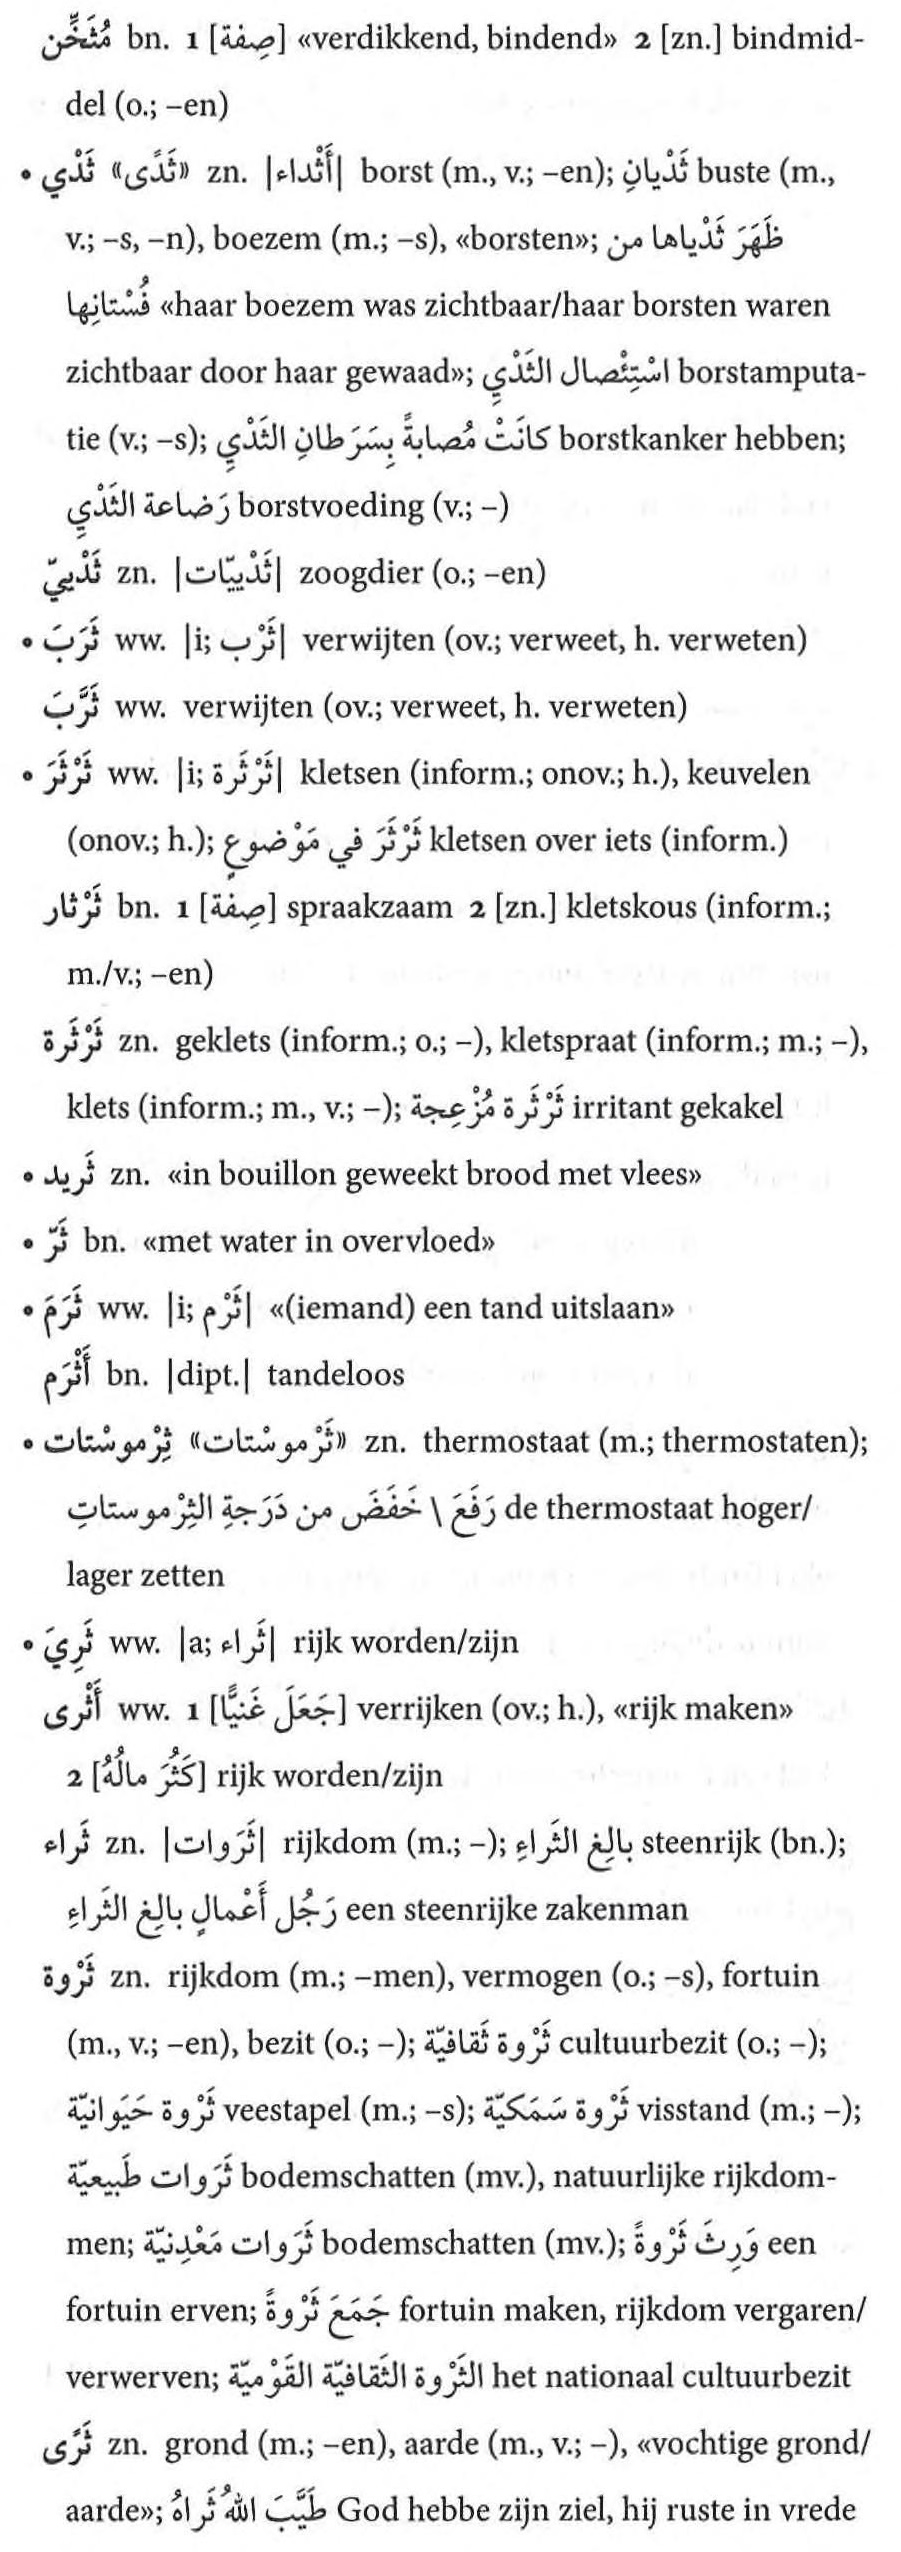 مُثَخِّن bn. 1 [صِفة] «verdikkend, bindend» 2 [zn.] bindmid-
del (o.; –en)
• ثَدْي «ثَدًى» zn. |أَثْداء| borst (m., v.; –en); ثَدْيانِ buste (m.,
v.; –s, –n), boezem (m.; –s), «borsten»; ظَهَرَ ثَدْياها من
فُسْتانِها «haar boezem was zichtbaar/haar borsten waren
zichtbaar door haar gewaad»; اسْتِئْصال الثَدْيِ borstamputa-
tie (v.; –s); كانَتْ مُصابةً بِسَرَطانِ الثَدْيِ borstkanker hebben;
رَضاعة الثَدْيِ borstvoeding (v.; –)
ثَدْييّ zn. |ثَدْييّات| zoogdier (o.; –en)
• ثَرَبَ ww. |i; ثَرْب| verwijten (ov.; verweet, h. verweten)
ثَرَّبَ ww. verwijten (ov.; verweet, h. verweten)
• ثَرْثَرَ ww. |i; ثَرْثَرة| kletsen (inform.; onov.; h.), keuvelen
(onov.; h.); ثَرْثَرَ في مَوْضوعٍ kletsen over iets (inform.)
ثَرْثار bn. 1 [صِفة] spraakzaam 2 [zn.] kletskous (inform.;
m./v.; –en)
ثَرْثَرة zn. geklets (inform.; o.; –), kletspraat (inform.; m.; –),
klets (inform.; m., v.; –); ثَرْثَرة مُزْعِجة irritant gekakel
• ثَريد zn. «in bouillon geweekt brood met vlees»
• ثَرّ bn. «met water in overvloed»
• ثَرَمَ ww. |i; ثَرْم| «(iemand) een tand uitslaan»
أَثْرَم bn. |dipt.| tandeloos
• ثِرْموسْتات «ثَرْموسْتات» zn. thermostaat (m.; thermostaten);
رَفَعَ \ خَفَضَ من دَرَجةِ الثِرْموستاتِ de thermostaat hoger/
lager zetten
• ثَرِيَ ww. |a; ثَراء| rijk worden/zijn
أَثْرى ww. 1 [جَعَلَ غَنيًّا] verrijken (ov.; h.), «rijk maken»
2 [كَثُرَ مالُهُ] rijk worden/zijn
ثَراء zn. |ثَرَوات| rijkdom (m.; –); بالِغ الثَراءِ steenrijk (bn.);
رَجُل أَعْمالٍ بالِغ الثَراءِ een steenrijke zakenman
ثَرْوة zn. rijkdom (m.; –men), vermogen (o.; –s), fortuin
(m., v.; –en), bezit (o.; –); ثَرْوة ثَقافيّة cultuurbezit (o.; –);
ثَرْوة حَيَوانيّة veestapel (m.; –s); ثَرْوة سَمَكيّة visstand (m.; –);
ثَرَوات طَبيعيّة bodemschatten (mv.), natuurlijke rijkdom-
men; ثَرَوات مَعْدِنيّة bodemschatten (mv.); وَرِثَ ثَرْوةً een
fortuin erven; جَمَعَ ثَرْوةً fortuin maken, rijkdom vergaren/
verwerven; الثَرْوة الثَقافيّة القَوْميّة het nationaal cultuurbezit
ثَرًى zn. grond (m.; –en), aarde (m., v.; –), «vochtige grond/
aarde»; طَيَّبَ اللهُ ثَراهُ God hebbe zijn ziel, hij ruste in vrede